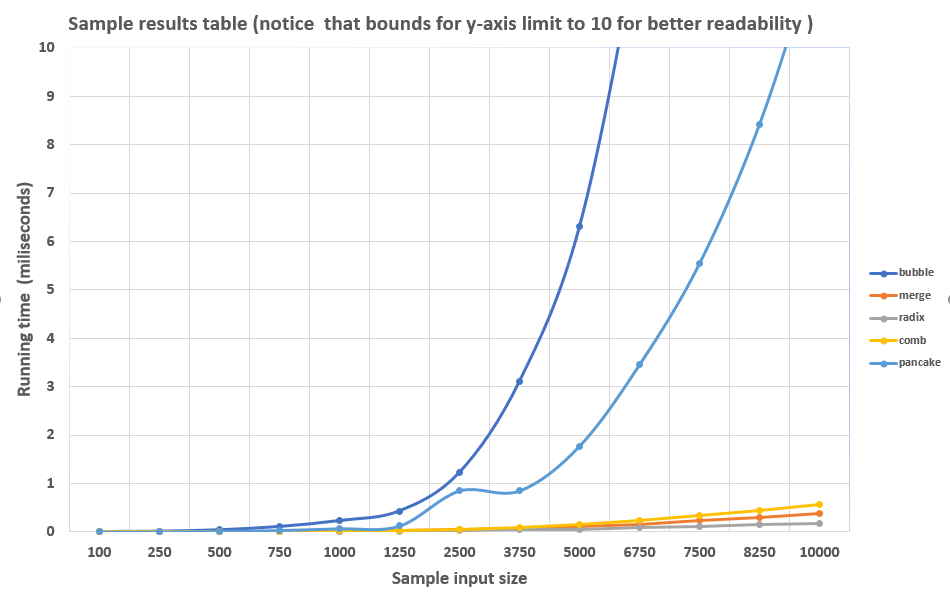 Sample results table (notice  that bounds for y-axis limit to 10 for better readability )
10
9
8
7
6
5
4
3
2
1
0
Running time  (miliseconds)
100 250 500 750 1000 1250 2500 3750 5000 6750 7500 8250 10000
Sample input size
bubble
merge
radix
comb
pancake